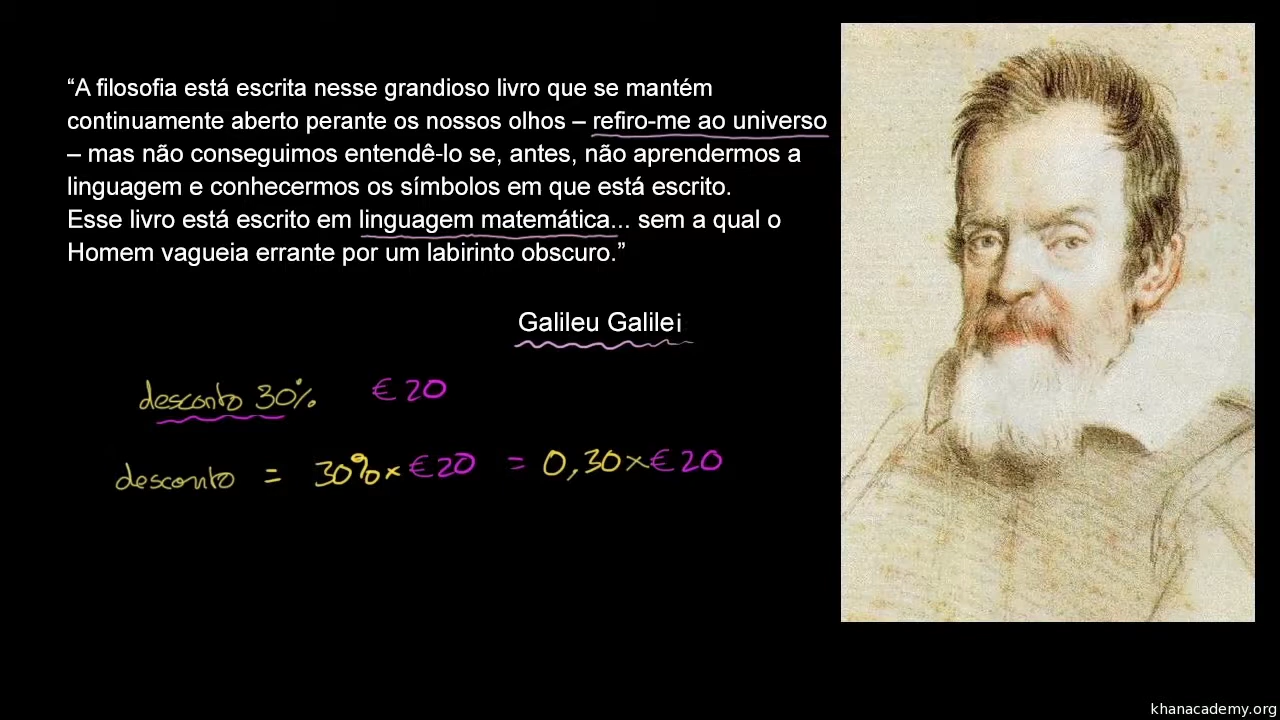 “A filosofia está escrita nesse grandioso livro que se mantém
continuamente aberto perante os nossos olhos – refiro-me ao universo
– mas não conseguimos entendê-lo se, antes, não aprendermos a
linguagem e conhecermos os símbolos em que está escrito.
Esse livro está escrito em linguagem matemática... sem a qual o
Homem vagueia errante por um labirinto obscuro.”
Galileu Galilei
desconto 30% € 20
desconto = 30% × € 20 = 0,30 × € 20
khanacademy.org